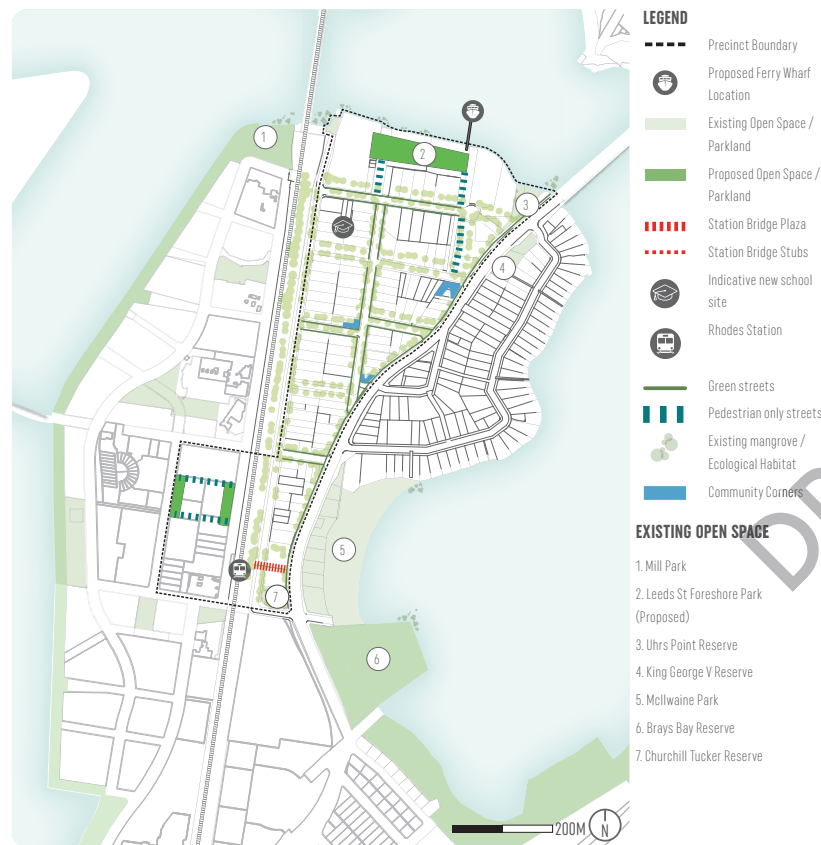 1
2
3
4
5
6
7
200M
N
LEGEND
Precinct Boundary
Proposed Ferry Wharf
Location
Existing Open Space /
Parkland
Proposed Open Space /
Parkland
Station Bridge Plaza
Station Bridge Stubs
Indicative new school
site
Rhodes Station
Green streets
Pedestrian only streets
Existing mangrove /
Ecological Habitat
Community Corners
EXISTING OPEN SPACE
1. Mill Park
2. Leeds St Foreshore Park
(Proposed)
3. Uhrs Point Reserve
4. King George V Reserve
5. McIlwaine Park
6. Brays Bay Reserve
7. Churchill Tucker Reserve